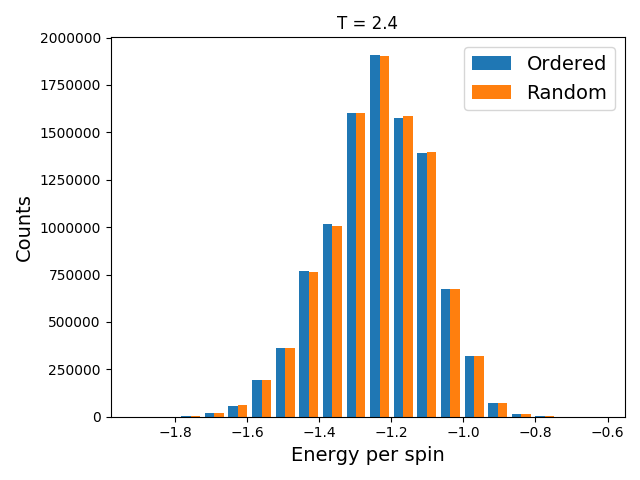 T = 2.4
Counts
2000000
1750000
1500000
1250000
1000000
750000
500000
250000
0
Ordered
Random
−1.8 −1.6 −1.4 −1.2 −1.0 −0.8 −0.6
Energy per spin